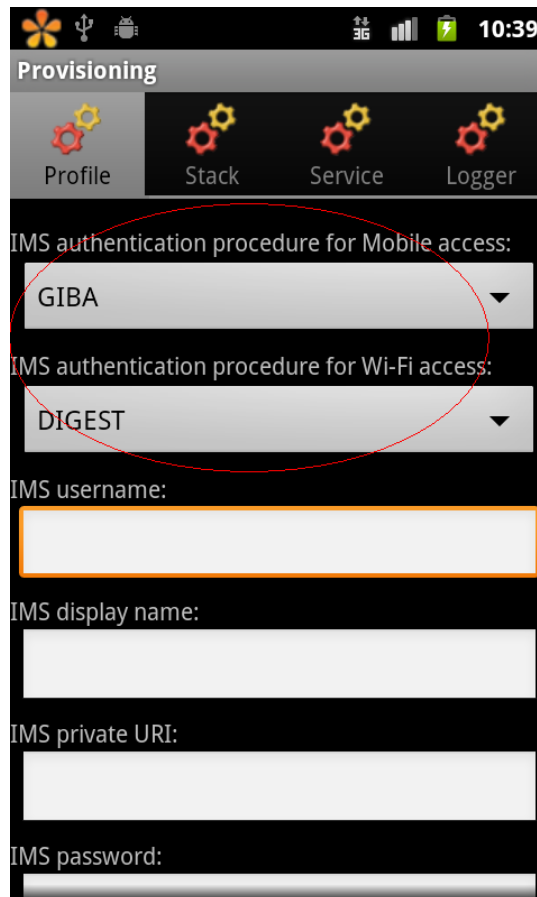 3G 10:39
Provisioning
Profile Stack Service Logger
IMS authentication procedure for Mobile access:
GIBA
IMS authentication procedure for Wi-Fi access:
DIGEST
IMS username:
IMS display name:
IMS private URI:
IMS password: